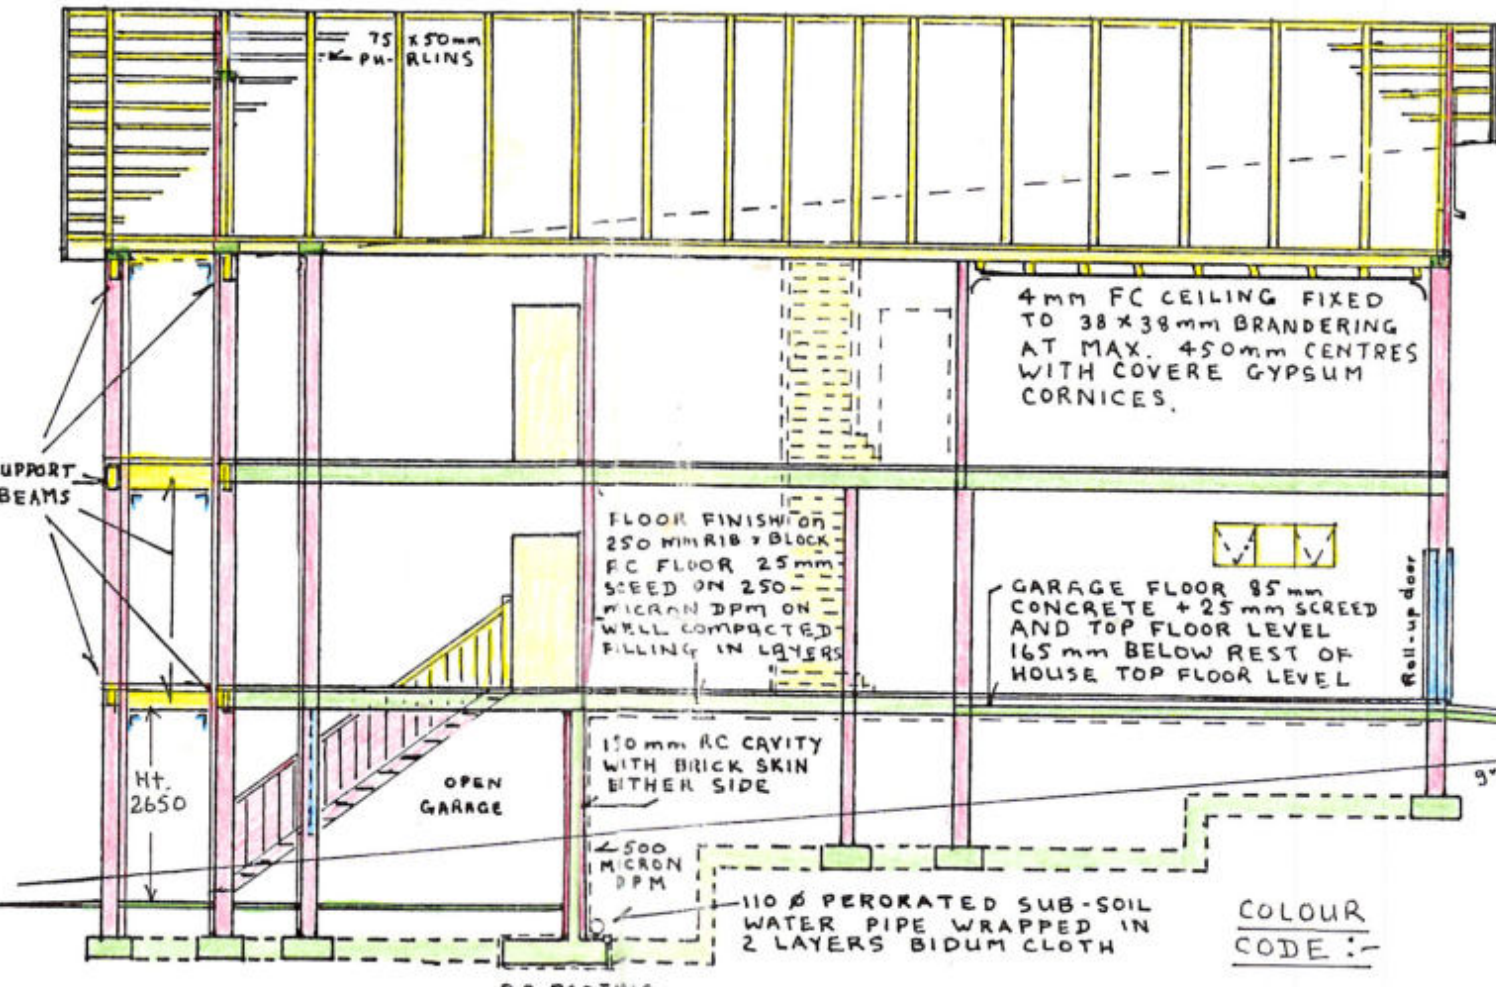 75 x 50mm
PU-RLINS
4mm FC CEILING FIXED
TO 38 x 38mm BRANDERING
AT MAX. 450mm CENTRES
WITH COVERE GYPSUM
CORNICES.
UPPORT
BEAMS
FLOOR FINISH on
250 mm RIB x BLOCK
RC FLOOR 25mm
SCEED ON 250
MICRON DPM ON
WELL COMPACTED
FILLING IN LAYERS
GARAGE FLOOR 85mm
CONCRETE + 25mm SCREED
AND TOP FLOOR LEVEL
165 mm BELOW REST OF
HOUSE TOP FLOOR LEVEL
Roll-up door
Ht.
2650
OPEN
GARAGE
RC CAVITY
WITH BRICK SKIN
EITHER SIDE
500
MICRON
DPM
110 Ø PERORATED SUB-SOIL
WATER PIPE WRAPPED IN
2 LAYERS BIDUM CLOTH
COLOUR
CODE :-